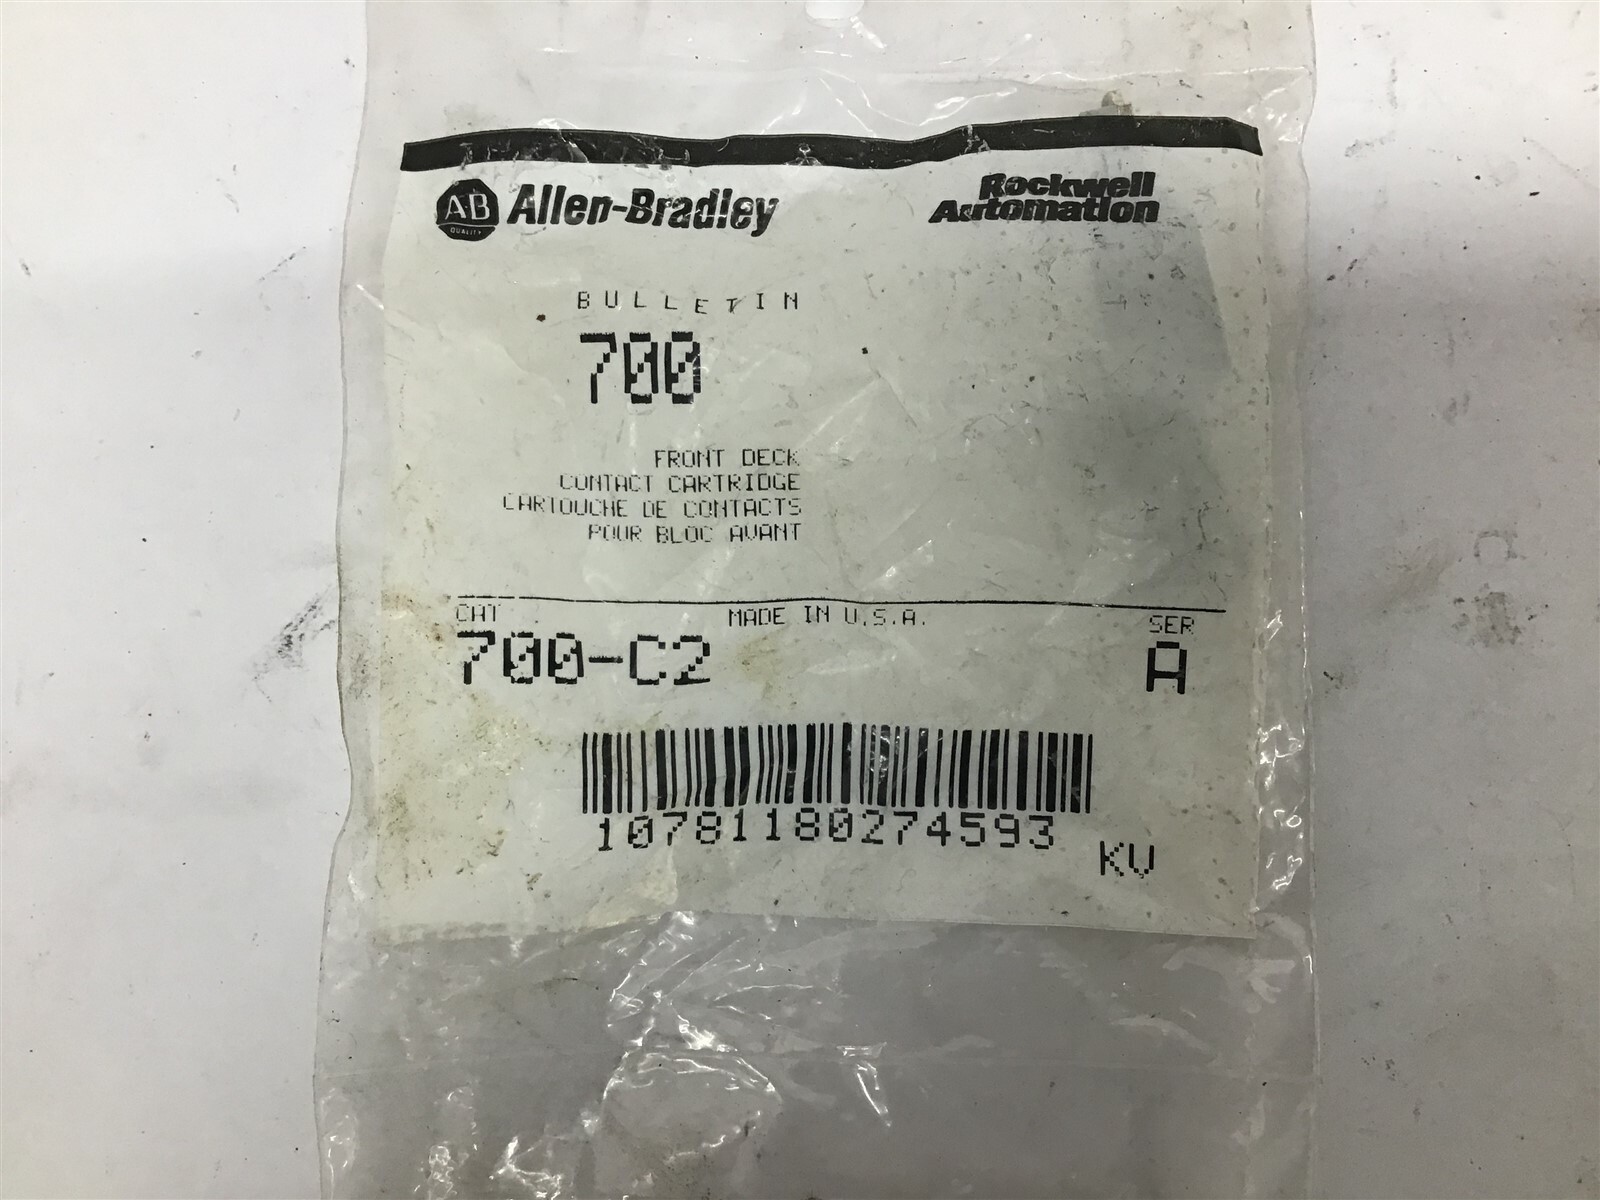 AB
QUALITY
Allen-Bradley
Rockwell
Automation
BULLETIN
700
FRONT DECK
CONTACT CARTRIDGE
CARTOUCHE DE CONTACTS
POUR BLOC AVANT
CAT
MADE IN U.S.A.
SER
700-C2
A
10781180274593
KV